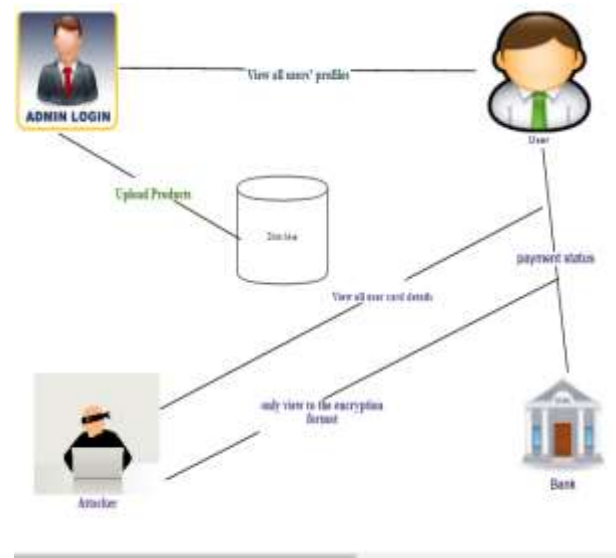 ADMIN LOGIN
View all users' profiles
User
Upload Products
payment status
View all user card details
only view to the encryption
format
Attacker
Bank